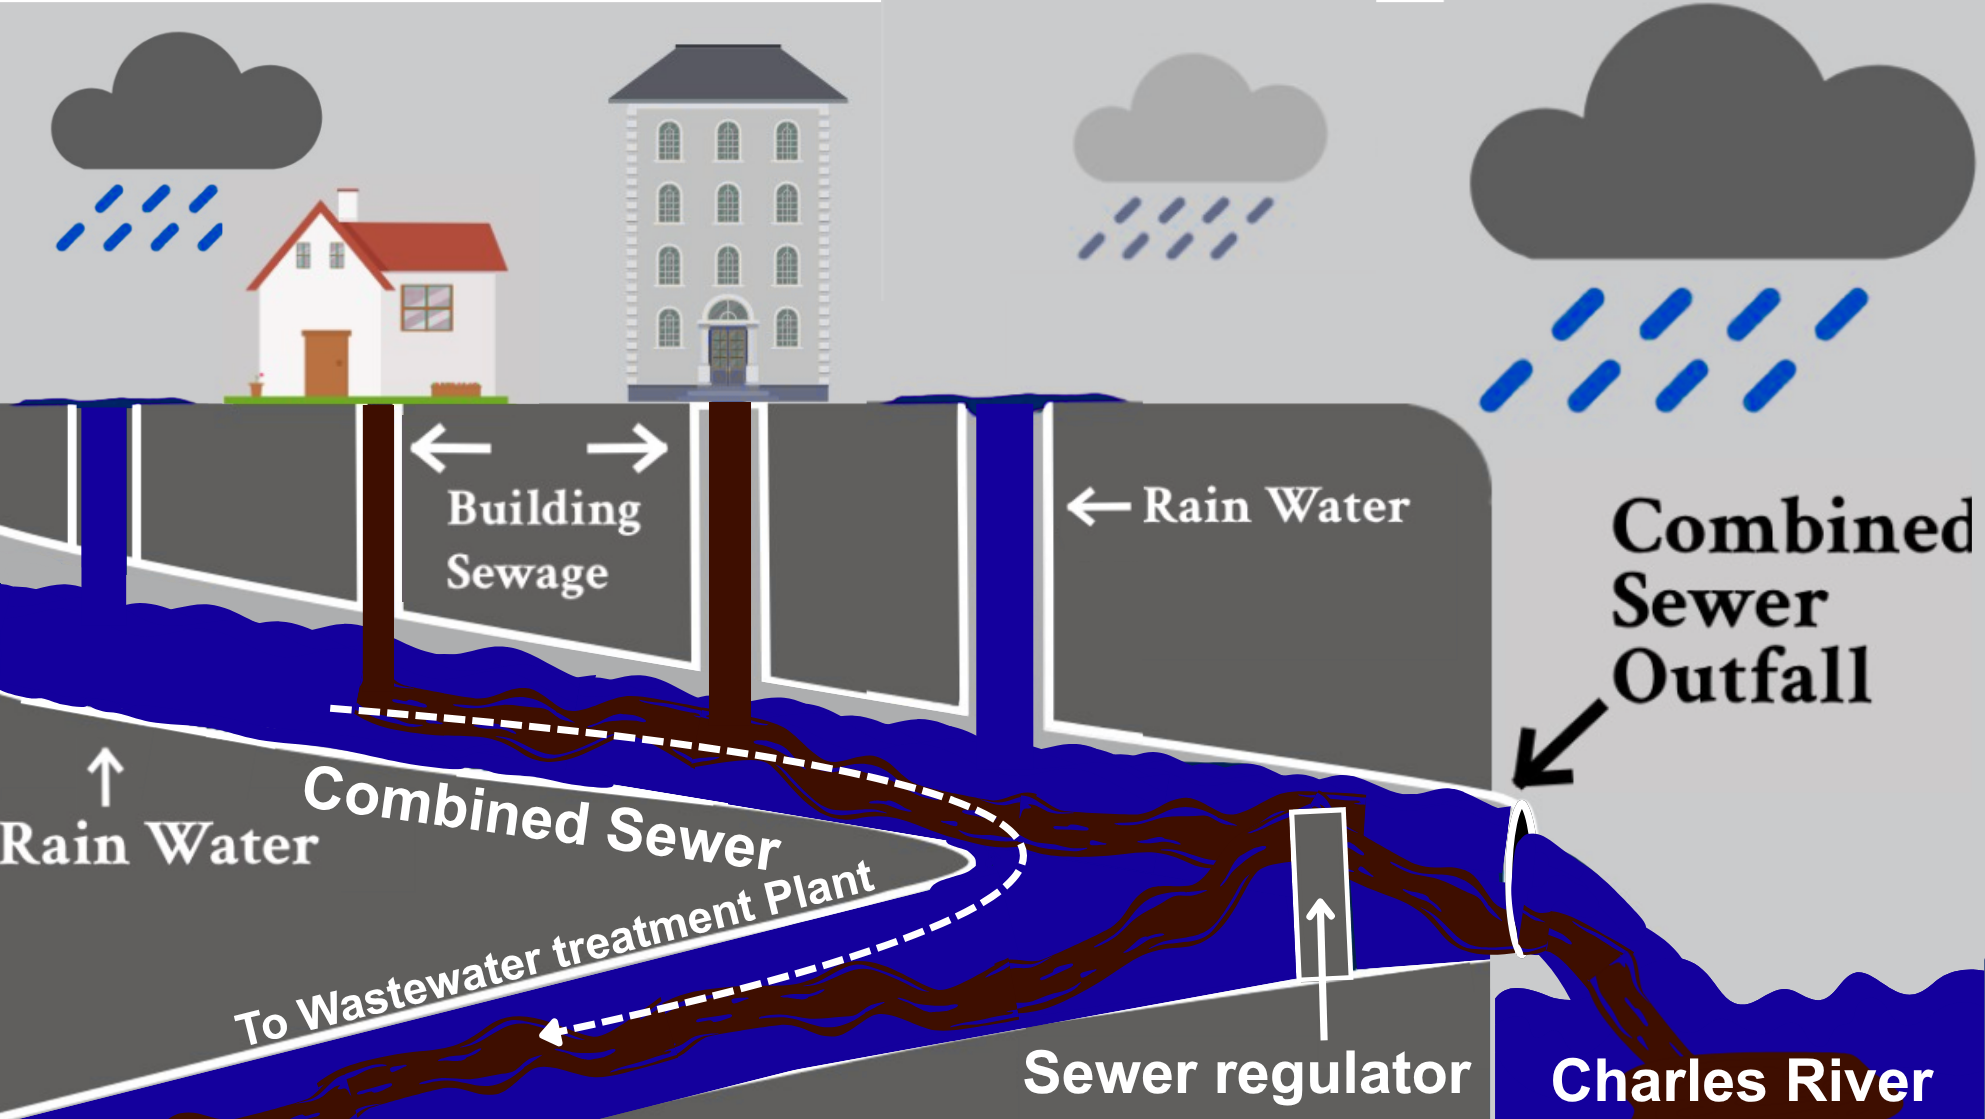 Building
Sewage
Rain Water
Combined
Sewer
Outfall
Rain Water
Combined Sewer
To Wastewater treatment Plant
Sewer regulator
Charles River